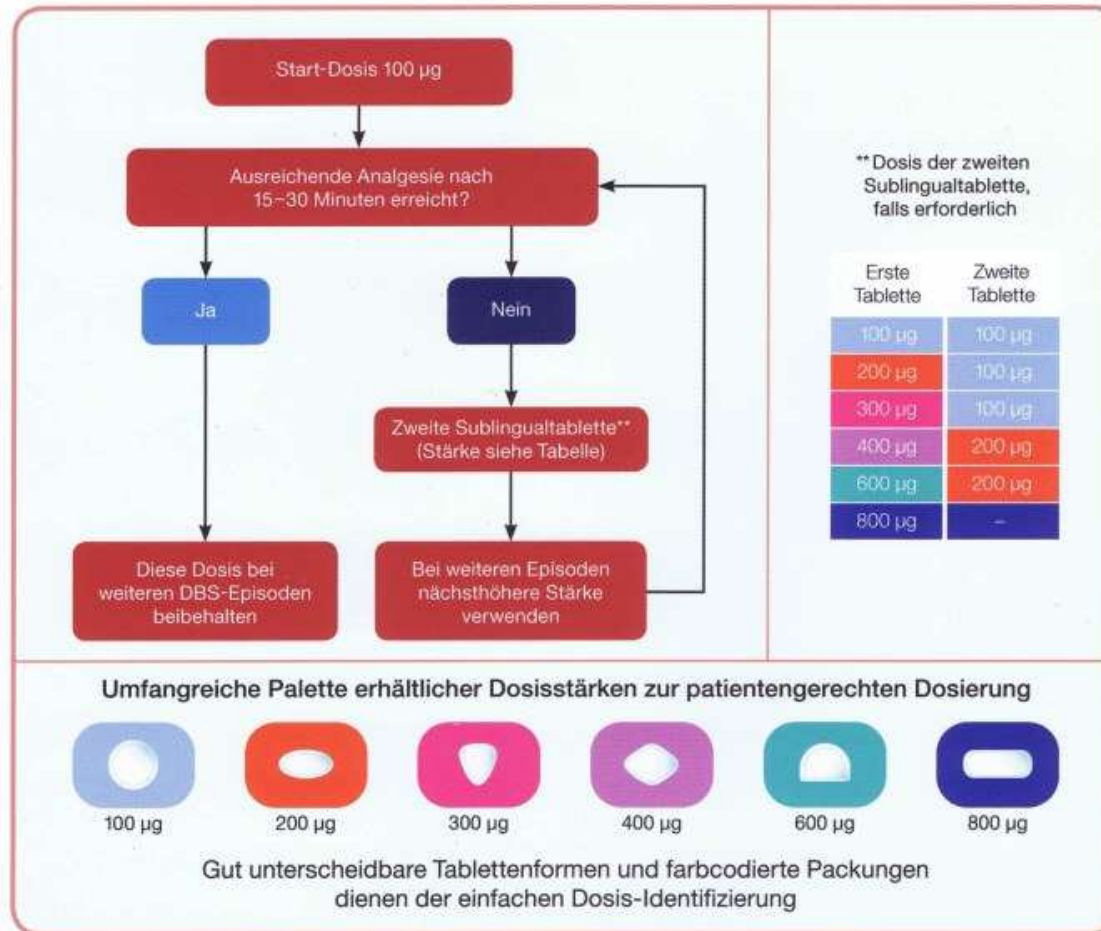 Start-Dosis 100 µg
Ausreichende Analgesie nach
15–30 Minuten erreicht?
Ja
Nein
Zweite Sublingualtablette**
(Stärke siehe Tabelle)
Diese Dosis bei
weiteren DBS-Episoden
beibehalten
Bei weiteren Episoden
nächsthöhere Stärke
verwenden
**Dosis der zweiten
Sublingualtablette,
falls erforderlich
Erste Tablette Zweite Tablette
100 µg 100 µg
200 µg 100 µg
300 µg 100 µg
400 µg 200 µg
600 µg 200 µg
800 µg –
Umfangreiche Palette erhältlicher Dosisstärken zur patientengerechten Dosierung
100 µg 200 µg 300 µg 400 µg 600 µg 800 µg
Gut unterscheidbare Tablettenformen und farbcodierte Packungen
dienen der einfachen Dosis-Identifizierung